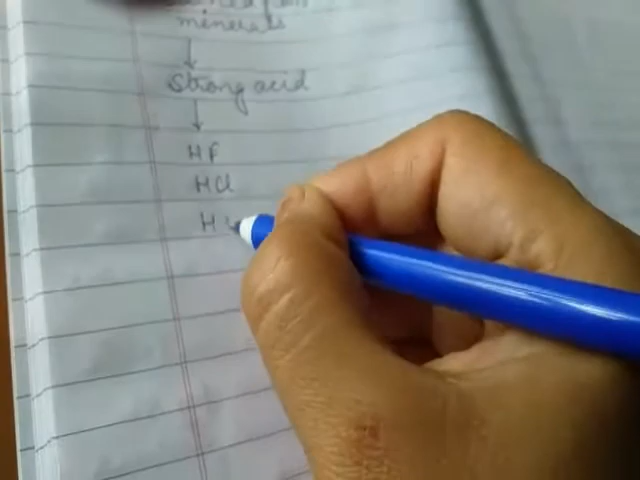 minerals
↓
Strong acid
↓
HF
HCl
H